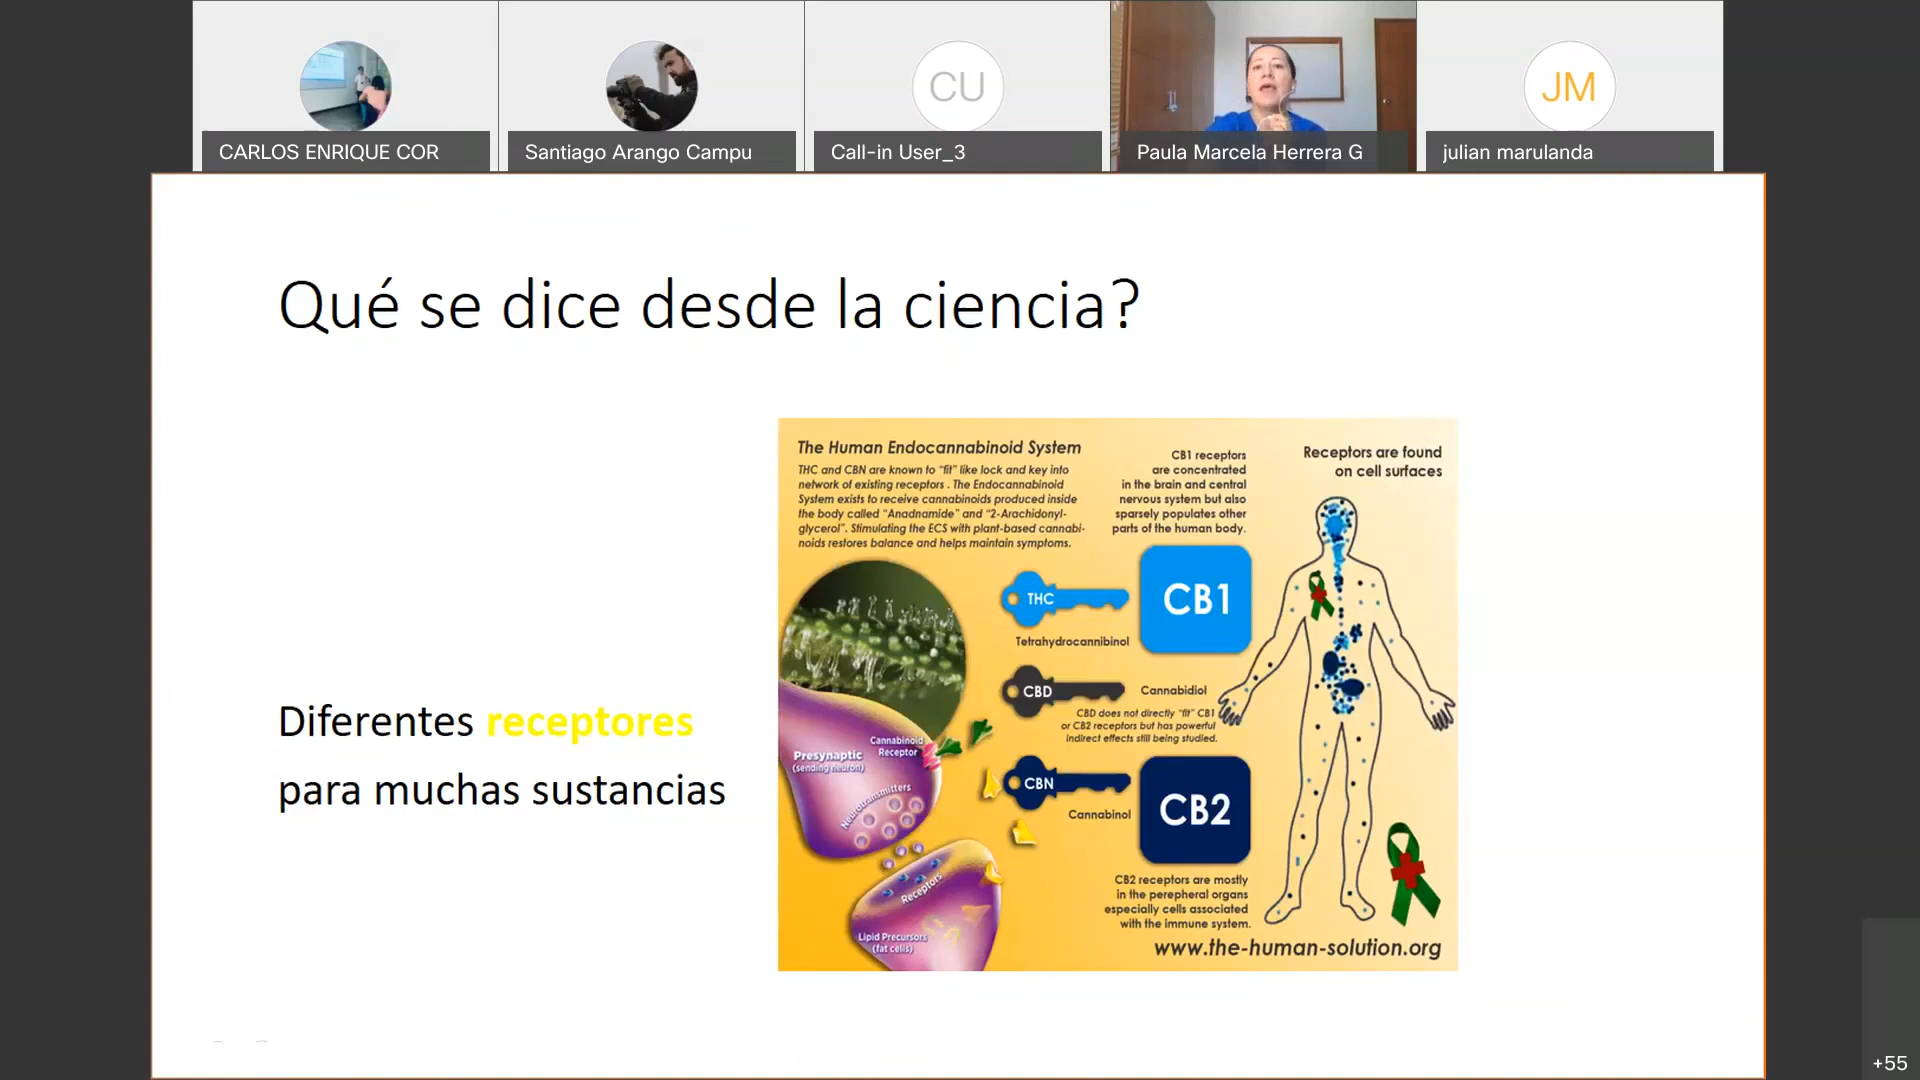 CARLOS ENRIQUE COR
Santiago Arango Campu
CU
Call-in User_3
Paula Marcela Herrera G
JM
julian marulanda
Qué se dice desde la ciencia?
Diferentes receptores
para muchas sustancias
The Human Endocannabinoid System
THC and CBN are known to "fit" like lock and key into
network of existing receptors . The Endocannabinoid
System exists to receive cannabinoids produced inside
the body called "Anadnamide" and "2-Arachidonyl-
glycerol". Stimulating the ECS with plant-based cannabi-
noids restores balance and helps maintain symptoms.
CB1 receptors
are concentrated
in the brain and central
nervous system but also
sparsely populates other
parts of the human body.
Receptors are found
on cell surfaces
THC
Tetrahydrocannibinol
CB1
CBD
Cannabidiol
CBD does not directly "fit" CB1
or CB2 receptors but has powerful
indirect effects still being studied.
CBN
Cannabinol
CB2
CB2 receptors are mostly
in the perepheral organs
especially cells associated
with the immune system.
Cannabinoid
Receptor
Presynaptic
(sending neuron)
Neurotransmitters
Receptors
Lipid Precursors
(fat cells)
www.the-human-solution.org
+55